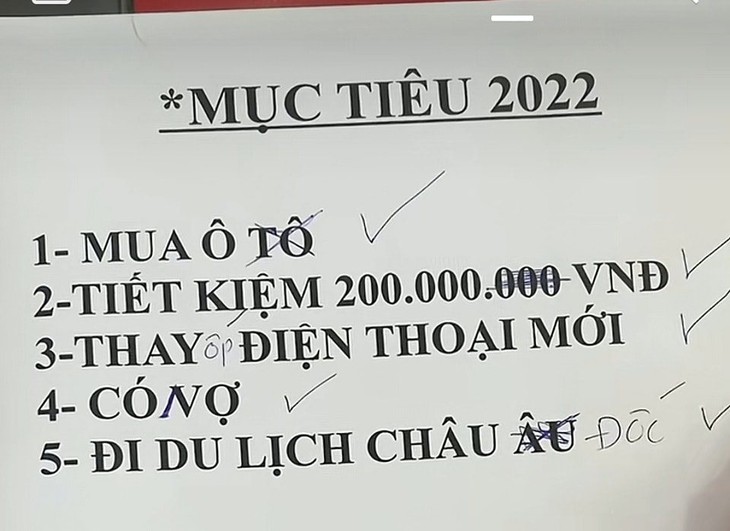 *MỤC TIÊU 2022
1- MUA Ô TÔ
2-TIẾT KIỆM 200.000.000 VNĐ
3-THAY ốp ĐIỆN THOẠI MỚI
4- CÓ NỢ
5- ĐI DU LỊCH CHÂU ÂU ĐỐC